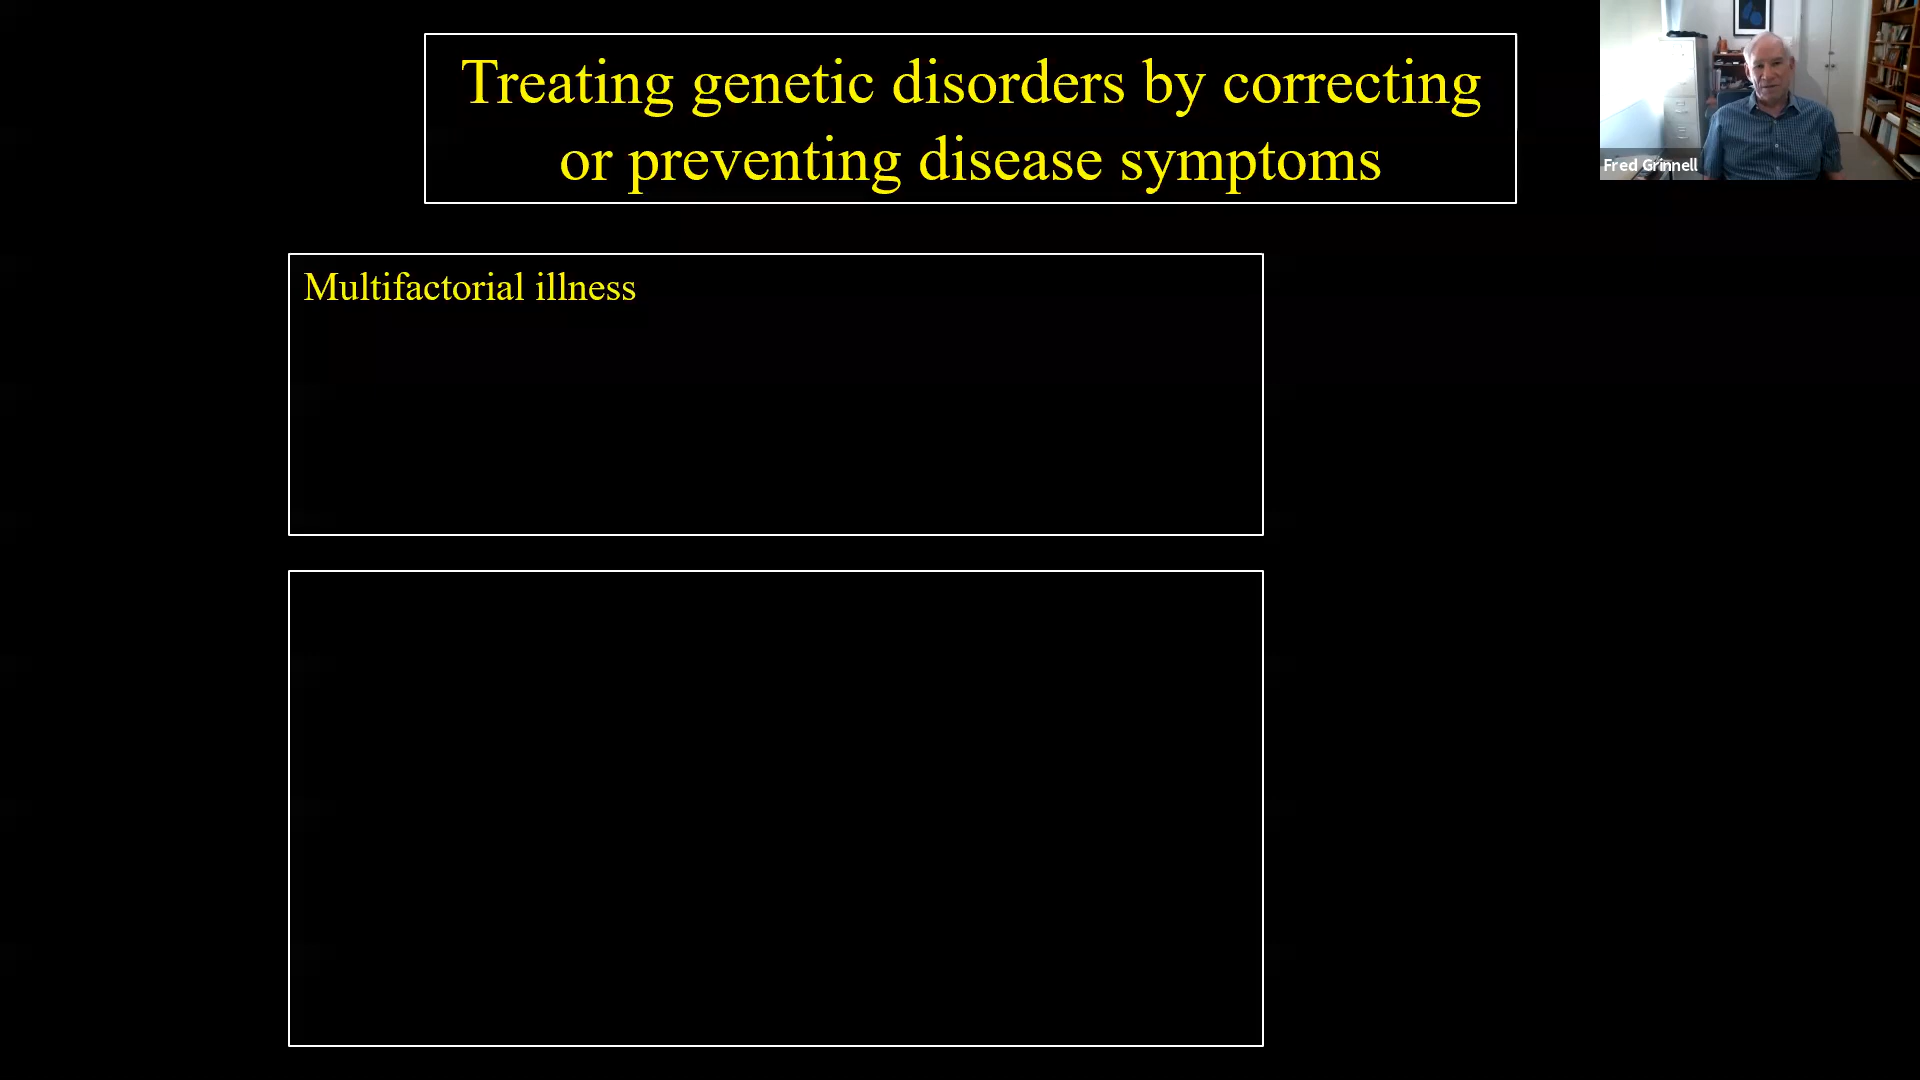 Treating genetic disorders by correcting
or preventing disease symptoms
Fred Grinnell
Multifactorial illness